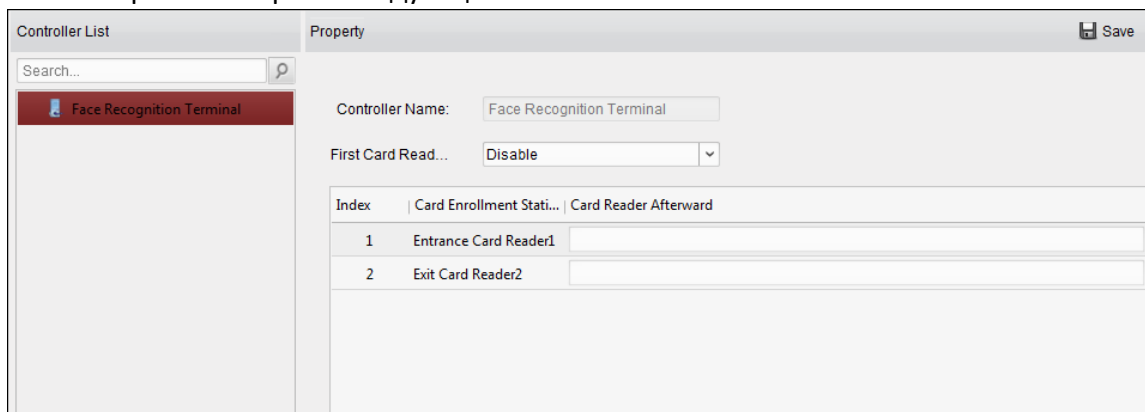 Controller List
Property
Save
Search...
Face Recognition Terminal
Controller Name: Face Recognition Terminal
First Card Read... Disable
Index Card Enrollment Stati... Card Reader Afterward
1 Entrance Card Reader1
2 Exit Card Reader2